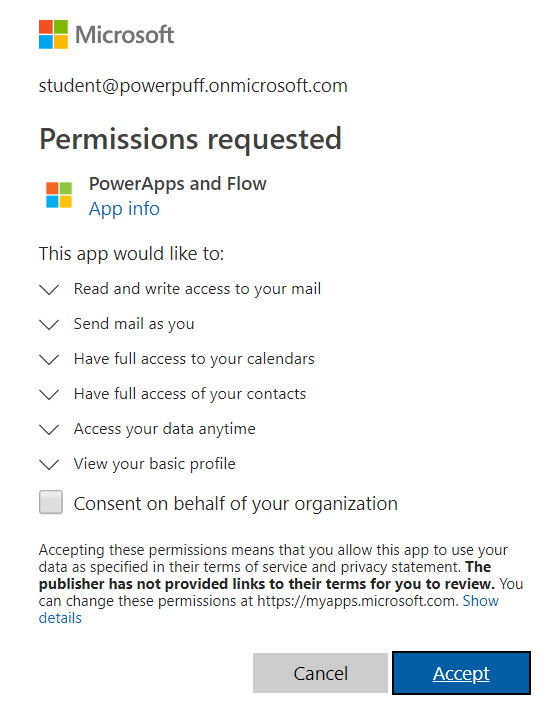 Microsoft
student@powerpuff.onmicrosoft.com
Permissions requested
PowerApps and Flow
App info
This app would like to:
Read and write access to your mail
Send mail as you
Have full access to your calendars
Have full access of your contacts
Access your data anytime
View your basic profile
Consent on behalf of your organization
Accepting these permissions means that you allow this app to use your
data as specified in their terms of service and privacy statement. The
publisher has not provided links to their terms for you to review. You
can change these permissions at https://myapps.microsoft.com. Show
details
Cancel
Accept